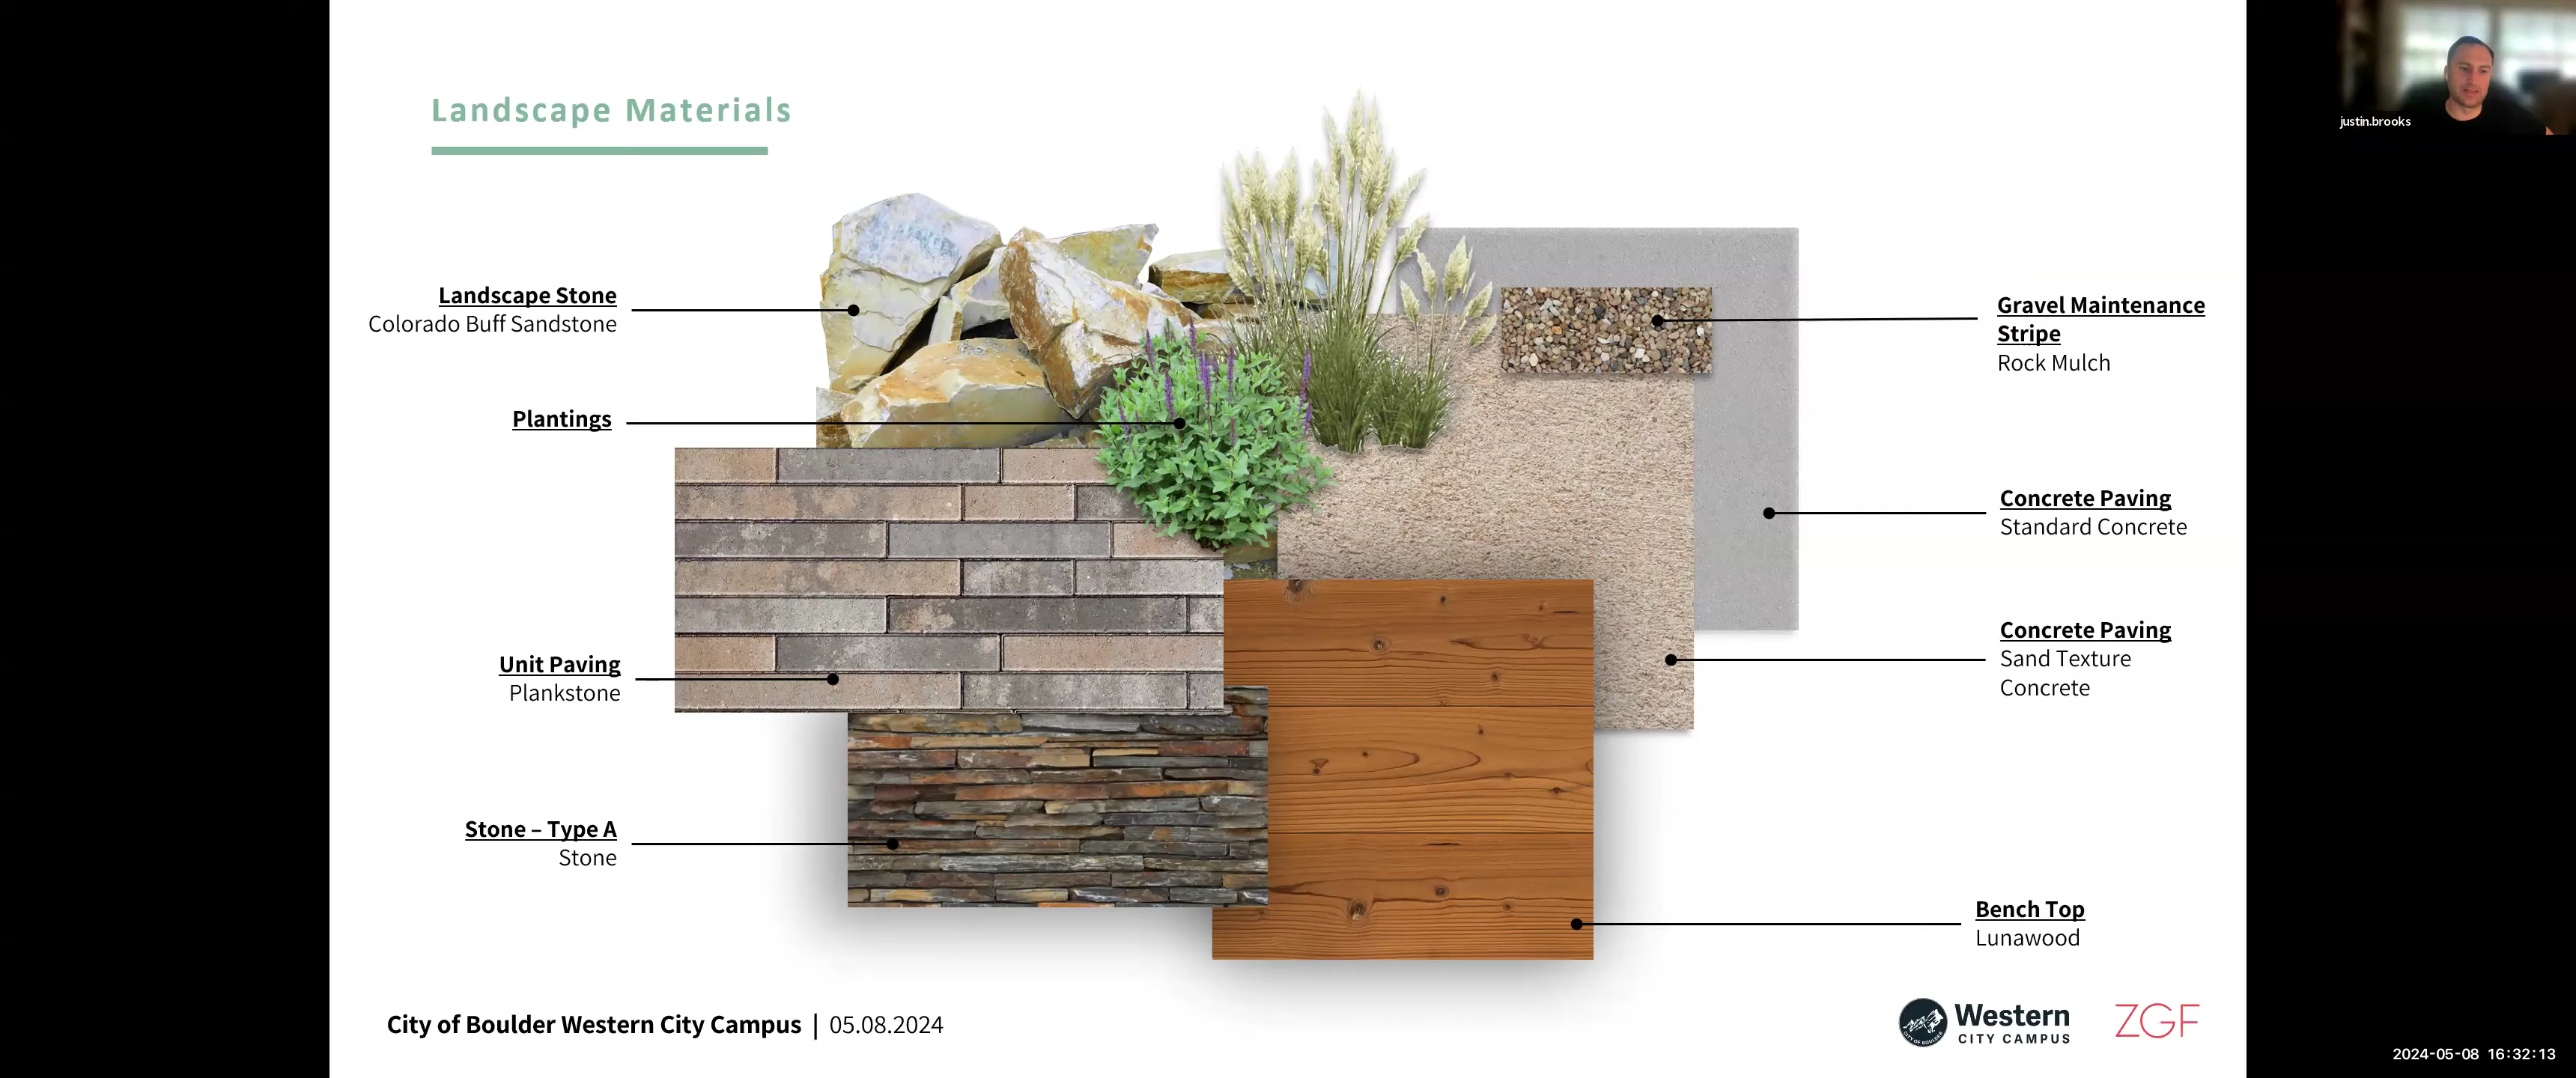 Landscape Materials
Landscape Stone
Colorado Buff Sandstone
Plantings
Unit Paving
Plankstone
Stone – Type A
Stone
Gravel Maintenance
Stripe
Rock Mulch
Concrete Paving
Standard Concrete
Concrete Paving
Sand Texture
Concrete
Bench Top
Lunawood
City of Boulder Western City Campus | 05.08.2024
Western
CITY CAMPUS
ZGF
justin.brooks
2024-05-08 16:32:13